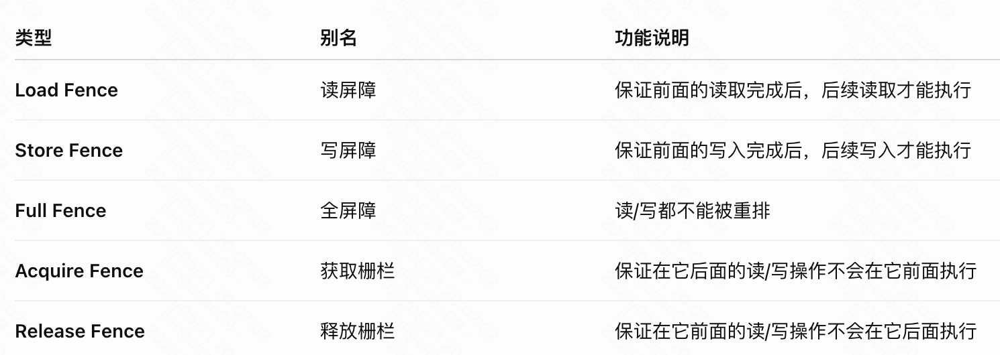 类型 别名 功能说明
Load Fence 读屏障 保证前面的读取完成后，后续读取才能执行
Store Fence 写屏障 保证前面的写入完成后，后续写入才能执行
Full Fence 全屏障 读/写都不能被重排
Acquire Fence 获取栅栏 保证在它后面的读/写操作不会在它前面执行
Release Fence 释放栅栏 保证在它前面的读/写操作不会在它后面执行